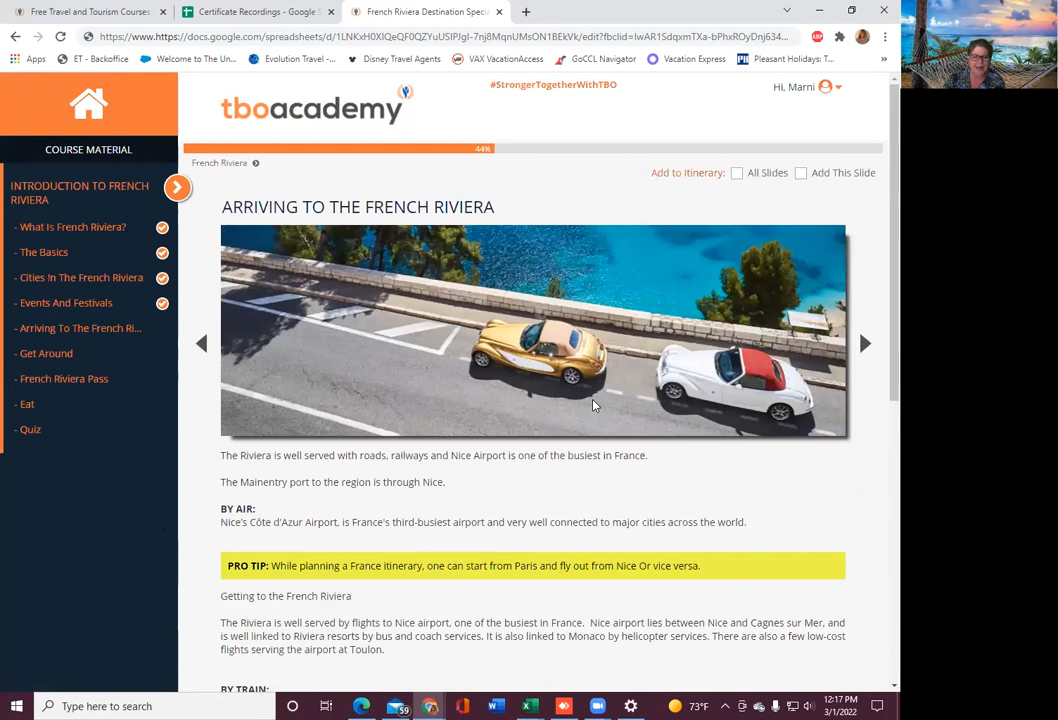 Free Travel and Tourism Courses
Certificate Recordings - Google S
French Riviera Destination Speci
https://docs.google.com/spreadsheets/d/1LNKxH0XIQeF0QZYuUSIPJgI-7nj8MqnUMsON1BEkVk/edit?fbclid=IwAR1SdqxmTXa-bPhxROyDnj634...
ABP
Apps
ET - Backoffice
Welcome to The Un...
Evolution Travel -...
Disney Travel Agents
VAX VacationAccess
GoCCL Navigator
Vacation Express
Pleasant Holidays: T...
»
tboacademy
#StrongerTogetherWithTBO
Hi, Marni
COURSE MATERIAL
44%
French Riviera
Add to Itinerary:
All Slides
Add This Slide
INTRODUCTION TO FRENCH
RIVIERA
- What Is French Riviera?
- The Basics
- Cities In The French Riviera
- Events And Festivals
- Arriving To The French Ri...
- Get Around
- French Riviera Pass
- Eat
- Quiz
ARRIVING TO THE FRENCH RIVIERA
The Riviera is well served with roads, railways and Nice Airport is one of the busiest in France.
The Mainentry port to the region is through Nice.
BY AIR:
Nice's Côte d'Azur Airport, is France's third-busiest airport and very well connected to major cities across the world.
PRO TIP: While planning a France itinerary, one can start from Paris and fly out from Nice Or vice versa.
Getting to the French Riviera
The Riviera is well served by flights to Nice airport, one of the busiest in France. Nice airport lies between Nice and Cagnes sur Mer, and
is well linked to Riviera resorts by bus and coach services. It is also linked to Monaco by helicopter services. There are also a few low-cost
flights serving the airport at Toulon.
BY TRAIN:
Type here to search
59
73°F
12:17 PM
3/1/2022